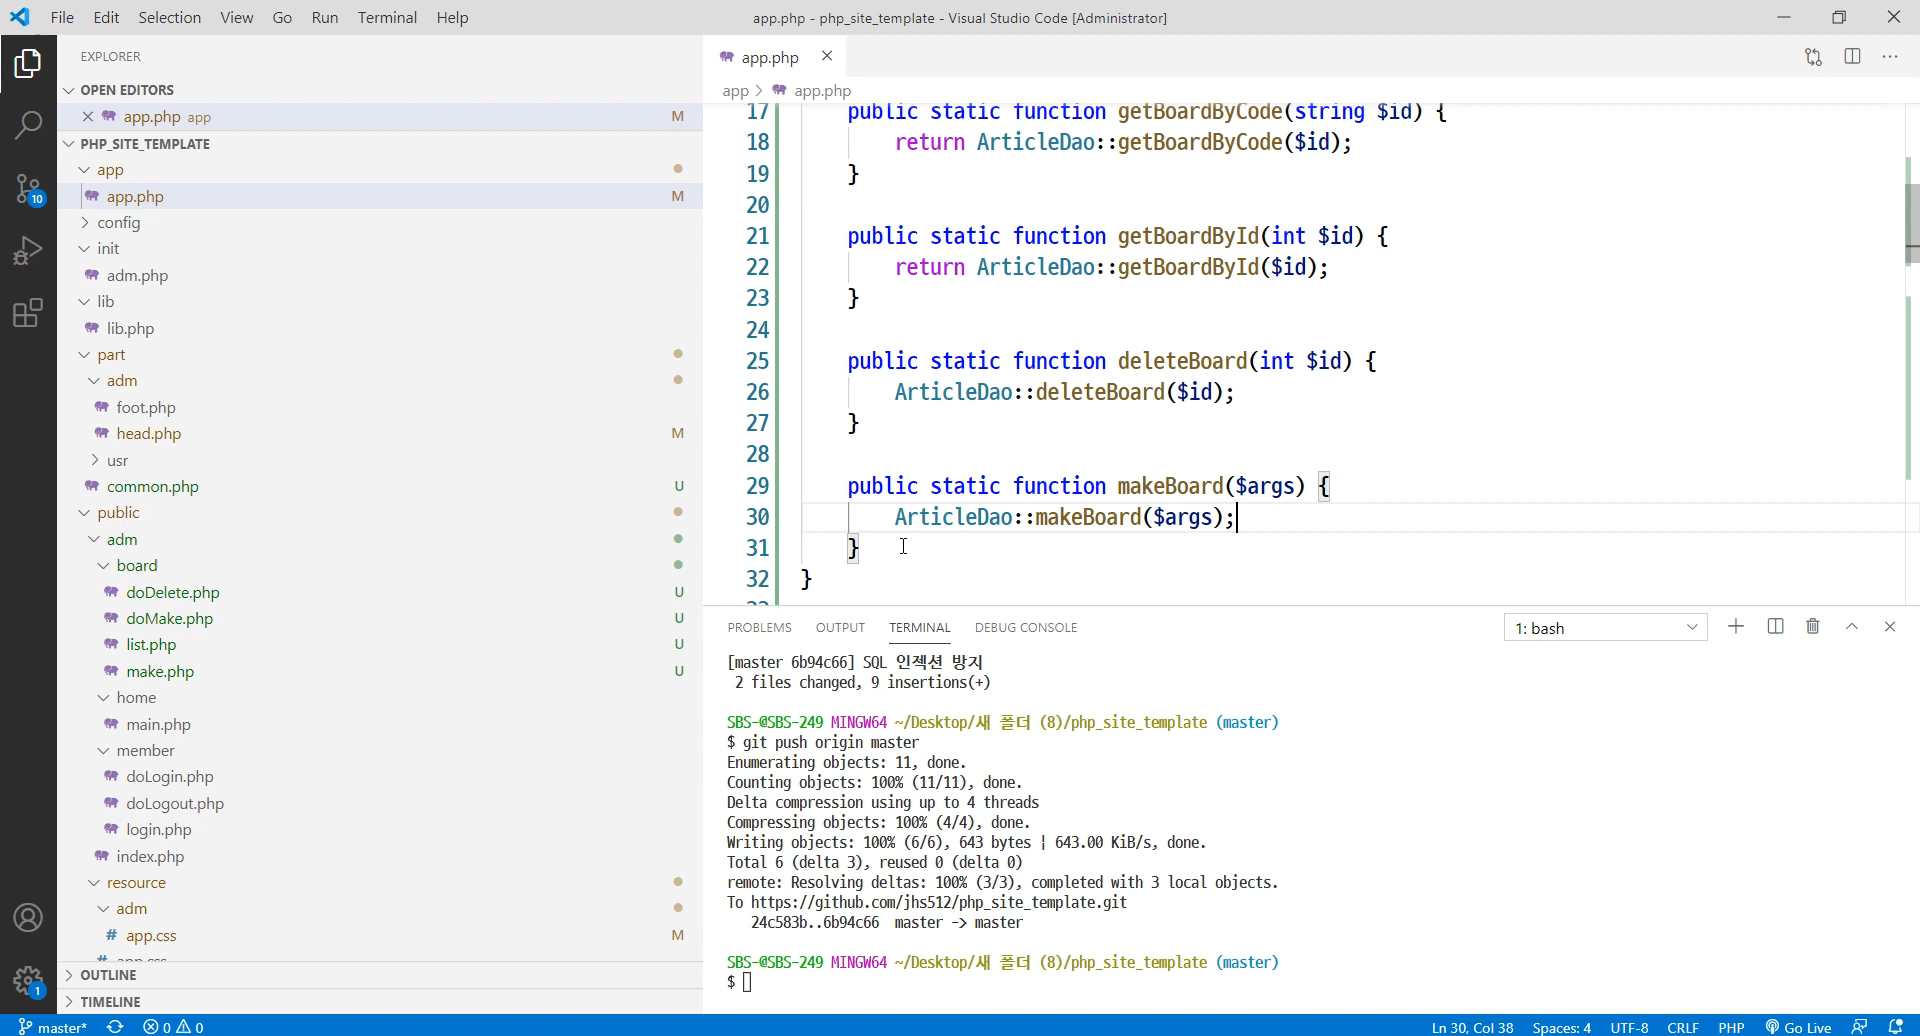 File Edit Selection View Go Run Terminal Help
app.php - php_site_template - Visual Studio Code [Administrator]
EXPLORER
OPEN EDITORS
app.php app M
PHP_SITE_TEMPLATE
app
app.php M
config
init
adm.php
lib
lib.php
part
adm
foot.php
head.php M
usr
common.php U
public
adm
board
doDelete.php U
doMake.php U
list.php U
make.php U
home
main.php
member
doLogin.php
doLogout.php
login.php
index.php
resource
adm
# app.css M
OUTLINE
TIMELINE
10
1
app.php
app > app.php
17 public static function getBoardByCode(string $id) {
18 return ArticleDao::getBoardByCode($id);
19 }
20
21 public static function getBoardById(int $id) {
22 return ArticleDao::getBoardById($id);
23 }
24
25 public static function deleteBoard(int $id) {
26 ArticleDao::deleteBoard($id);
27 }
28
29 public static function makeBoard($args) {
30 ArticleDao::makeBoard($args);
31 }
32 }
PROBLEMS OUTPUT TERMINAL DEBUG CONSOLE 1: bash
[master 6b94c66] SQL 인젝션 방지
2 files changed, 9 insertions(+)
SBS-@SBS-249 MINGW64 ~/Desktop/새 폴더 (8)/php_site_template (master)
$ git push origin master
Enumerating objects: 11, done.
Counting objects: 100% (11/11), done.
Delta compression using up to 4 threads
Compressing objects: 100% (4/4), done.
Writing objects: 100% (6/6), 643 bytes ¦ 643.00 KiB/s, done.
Total 6 (delta 3), reused 0 (delta 0)
remote: Resolving deltas: 100% (3/3), completed with 3 local objects.
To https://github.com/jhs512/php_site_template.git
24c583b..6b94c66 master -> master
SBS-@SBS-249 MINGW64 ~/Desktop/새 폴더 (8)/php_site_template (master)
$
master* 0 0 Ln 30, Col 38 Spaces: 4 UTF-8 CRLF PHP Go Live